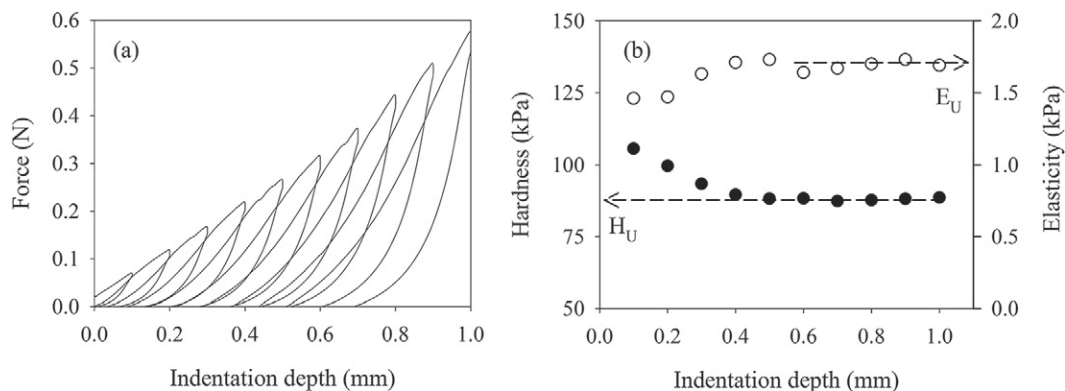 (a)
Force (N)
0.6
0.5
0.4
0.3
0.2
0.1
0.0
0.0 0.2 0.4 0.6 0.8 1.0
Indentation depth (mm)
(b)
Hardness (kPa)
150
125
100
75
50
E_U
H_U
2.0
1.5
1.0
0.5
0.0
Elasticity (kPa)
0.0 0.2 0.4 0.6 0.8 1.0
Indentation depth (mm)